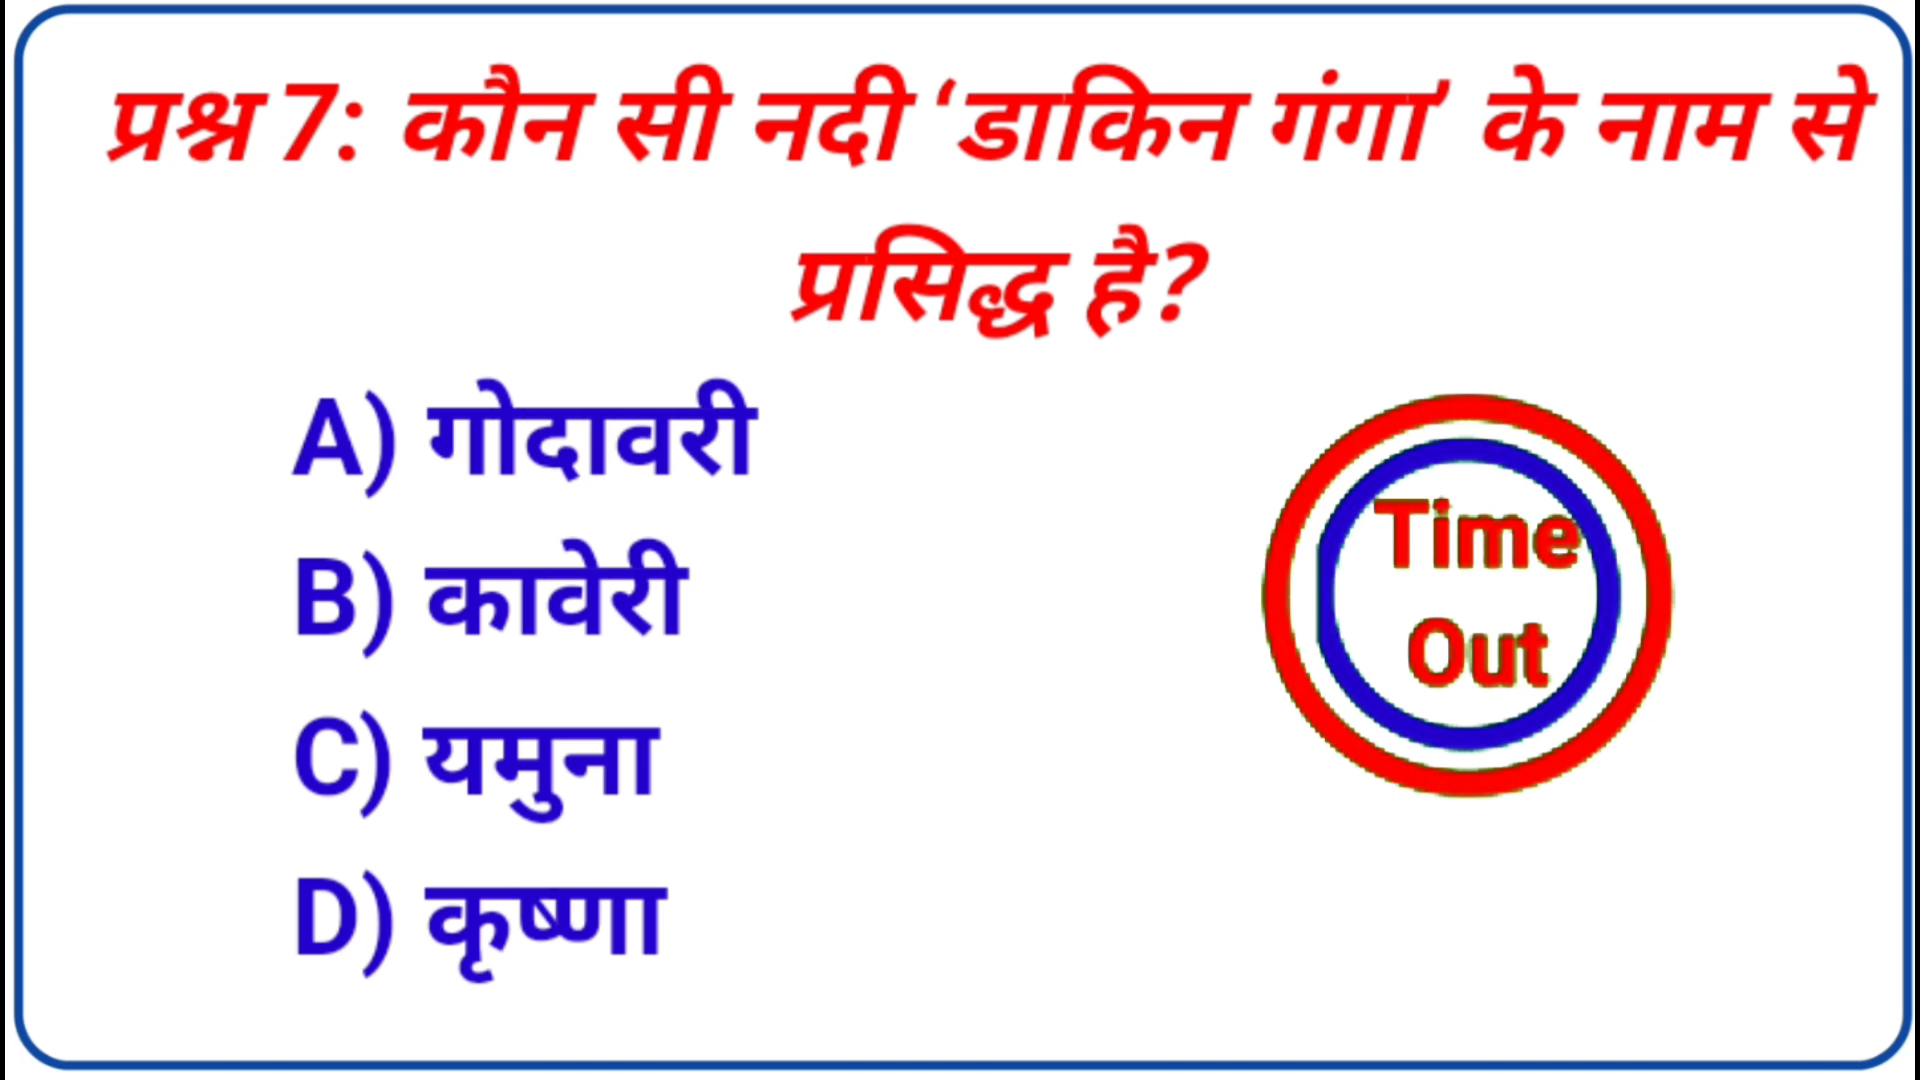 प्रश्न 7: कौन सी नदी ‘डाकिन गंगा’ के नाम से
प्रसिद्ध है?
A) गोदावरी
B) कावेरी
C) यमुना
D) कृष्णा
Time
Out